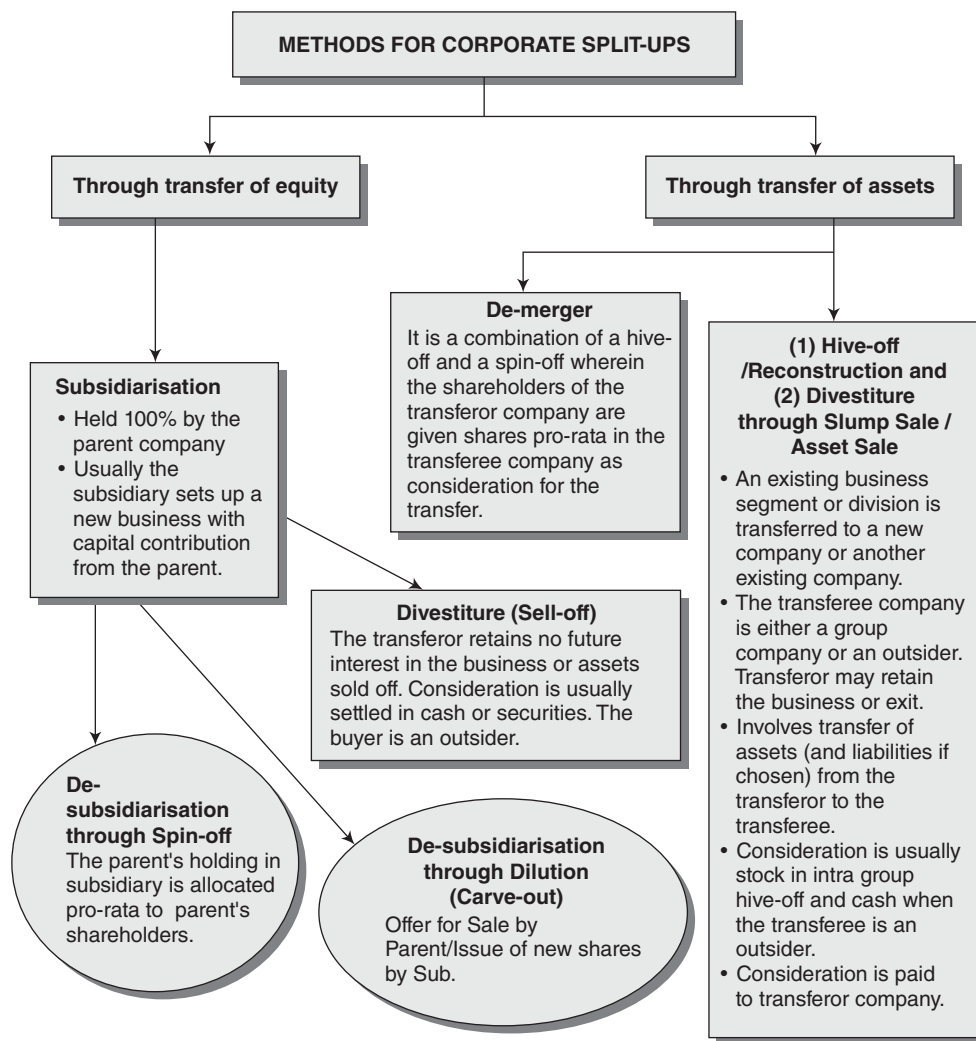 METHODS FOR CORPORATE SPLIT-UPS
Through transfer of equity
Through transfer of assets
De-merger
It is a combination of a hive-
off and a spin-off wherein
the shareholders of the
transferor company are
given shares pro-rata in the
transferee company as
consideration for the
transfer.
(1) Hive-off
/Reconstruction and
(2) Divestiture
through Slump Sale /
Asset Sale
• An existing business
segment or division is
transferred to a new
company or another
existing company.
• The transferee company
is either a group
company or an outsider.
Transferor may retain
the business or exit.
• Involves transfer of
assets (and liabilities if
chosen) from the
transferor to the
transferee.
• Consideration is usually
stock in intra group
hive-off and cash when
the transferee is an
outsider.
• Consideration is paid
to transferor company.
Subsidiarisation
• Held 100% by the
parent company
• Usually the
subsidiary sets up a
new business with
capital contribution
from the parent.
Divestiture (Sell-off)
The transferor retains no future
interest in the business or assets
sold off. Consideration is usually
settled in cash or securities. The
buyer is an outsider.
De-
subsidiarisation
through Spin-off
The parent's holding in
subsidiary is allocated
pro-rata to parent's
shareholders.
De-subsidiarisation
through Dilution
(Carve-out)
Offer for Sale by
Parent/Issue of new shares
by Sub.